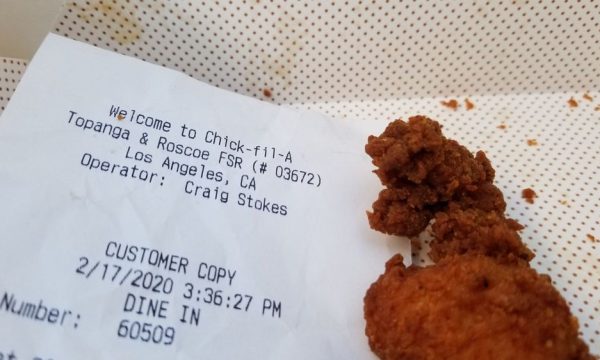 Welcome to Chick-fil-A
Topanga & Roscoe FSR (# 03672)
Los Angeles, CA
Operator: Craig Stokes
CUSTOMER COPY
2/17/2020 3:36:27 PM
DINE IN
Number: 60509